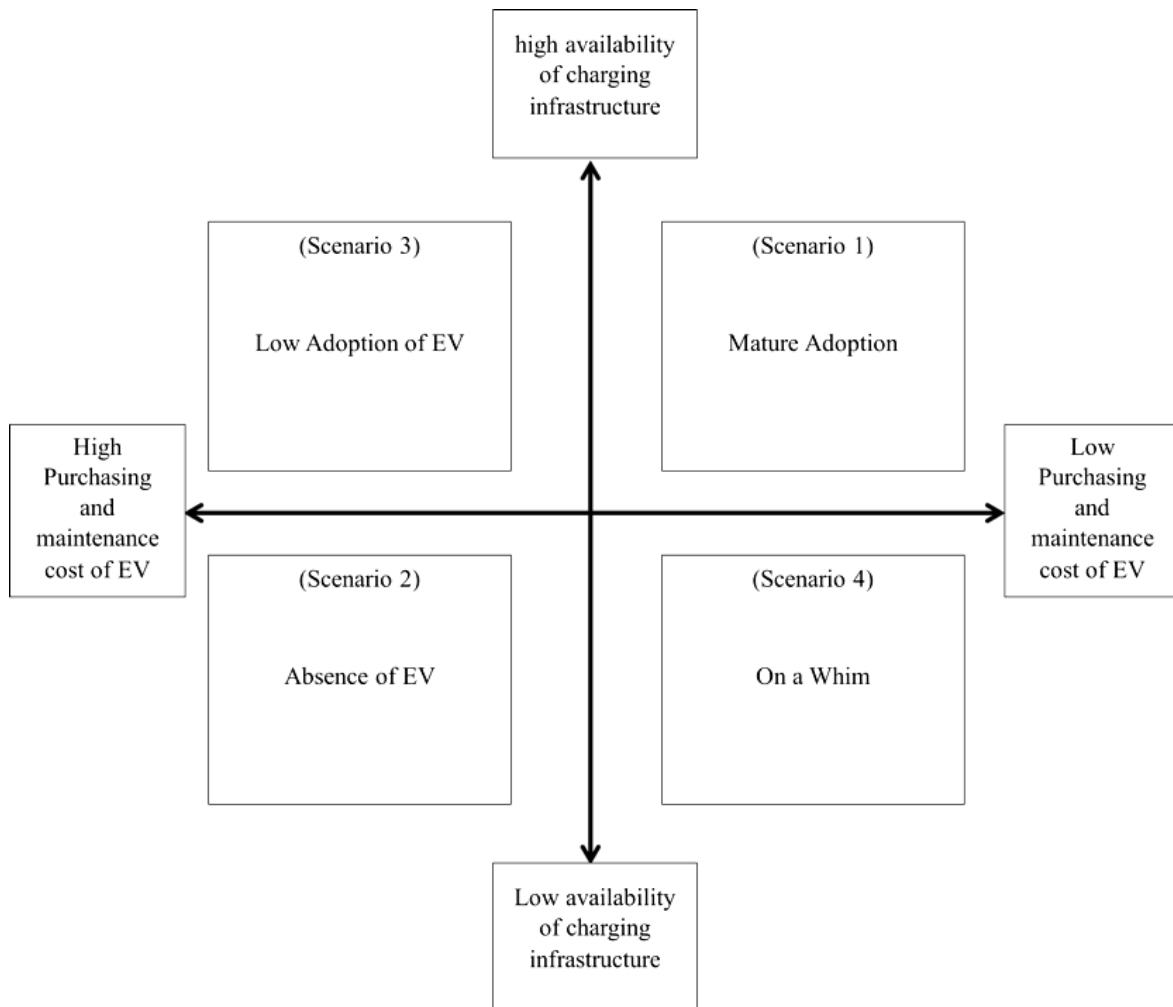 high availability
of charging
infrastructure
(Scenario 3)
Low Adoption of EV
(Scenario 1)
Mature Adoption
High
Purchasing
and
maintenance
cost of EV
Low
Purchasing
and
maintenance
cost of EV
(Scenario 2)
Absence of EV
(Scenario 4)
On a Whim
Low availability
of charging
infrastructure